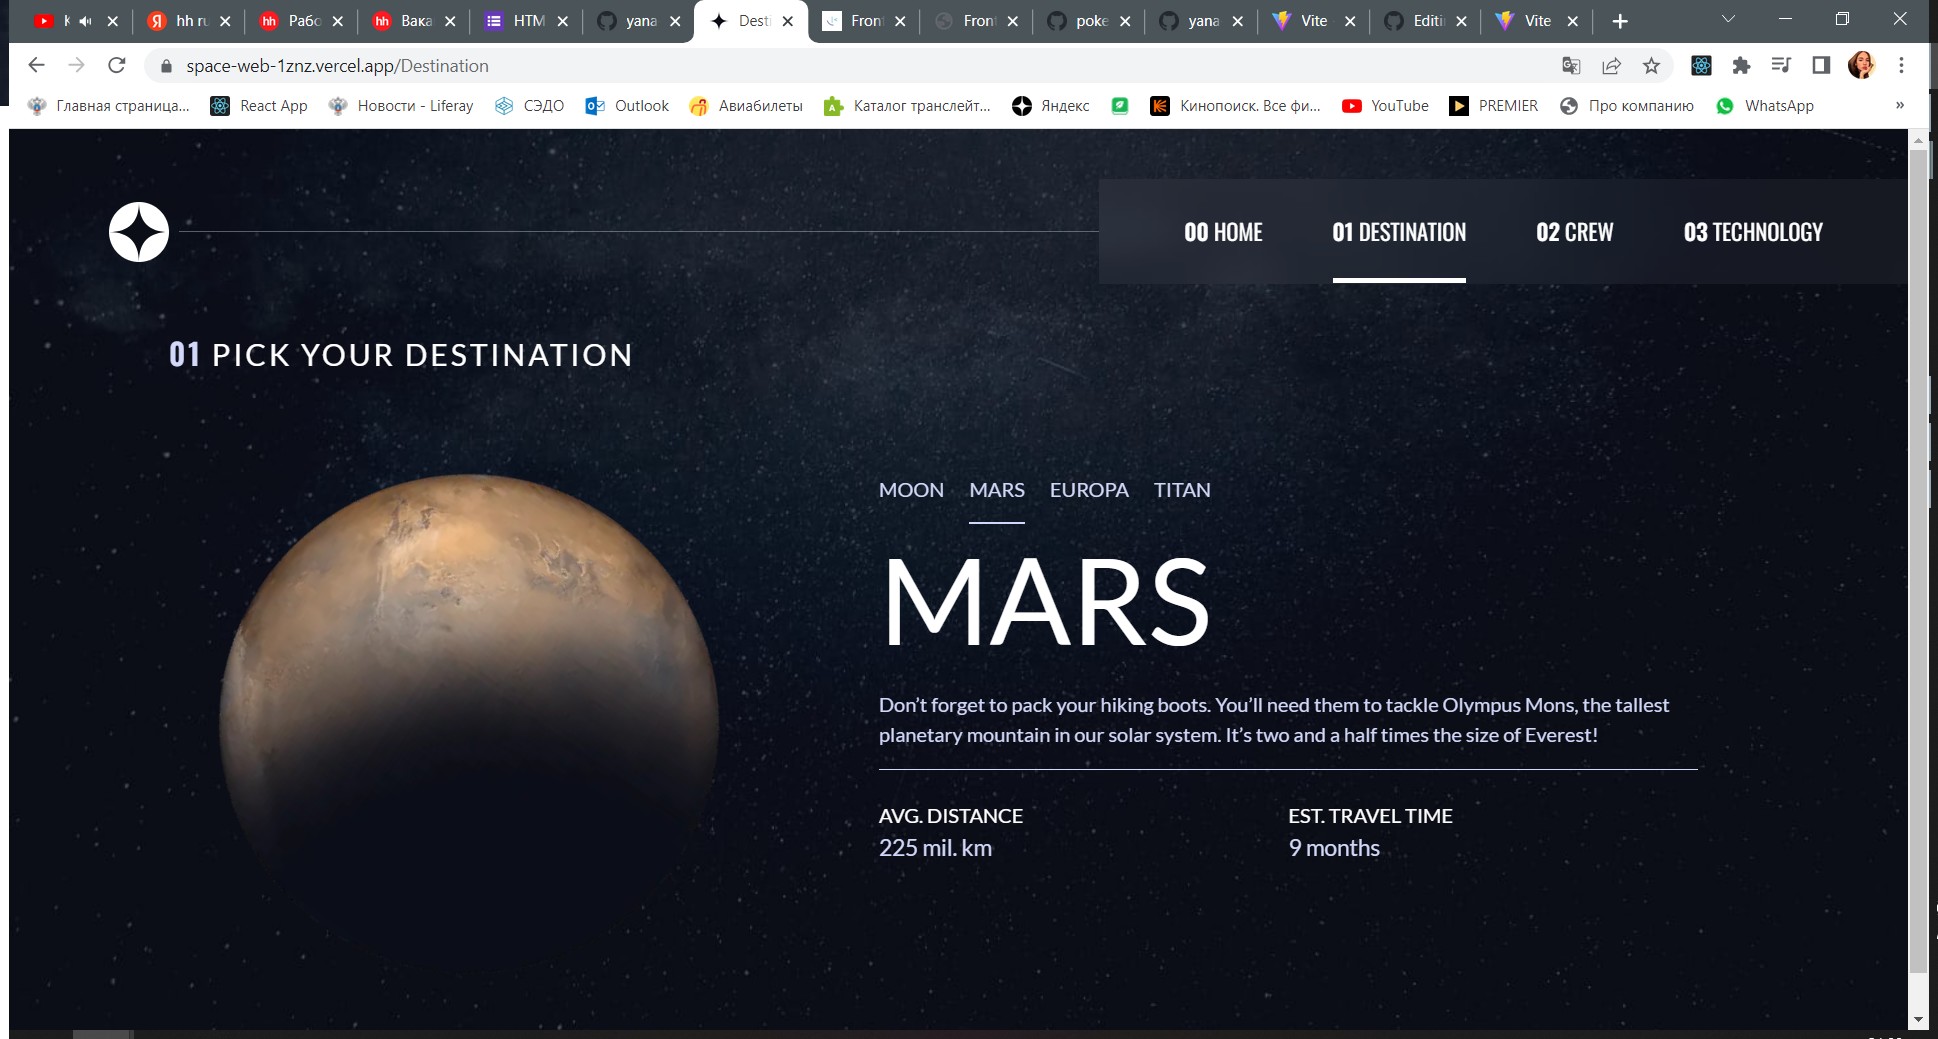 hh ru
Рабо
Вака
HTM
yana
Desti
Front
Front
poke
yana
Vite
Editi
Vite
space-web-1znz.vercel.app/Destination
Главная страница... React App Новости - Liferay СЭДО Outlook Авиабилеты Каталог транслейт... Яндекс Кинопоиск. Все фи... YouTube PREMIER Про компанию WhatsApp »
00 HOME 01 DESTINATION 02 CREW 03 TECHNOLOGY
01 PICK YOUR DESTINATION
MOON MARS EUROPA TITAN
MARS
Don’t forget to pack your hiking boots. You’ll need them to tackle Olympus Mons, the tallest
planetary mountain in our solar system. It’s two and a half times the size of Everest!
AVG. DISTANCE
225 mil. km
EST. TRAVEL TIME
9 months